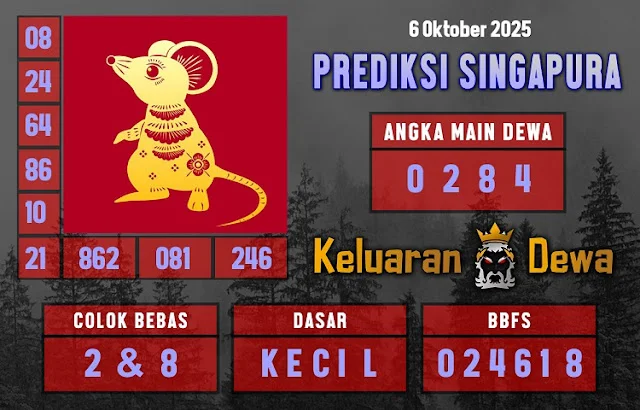 6 Oktober 2025
PREDIKSI SINGAPURA
08
24
64
86
10
21 862 081 246
ANGKA MAIN DEWA
0 2 8 4
Keluaran Dewa
COLOK BEBAS
2 & 8
DASAR
KECIL
BBFS
024618